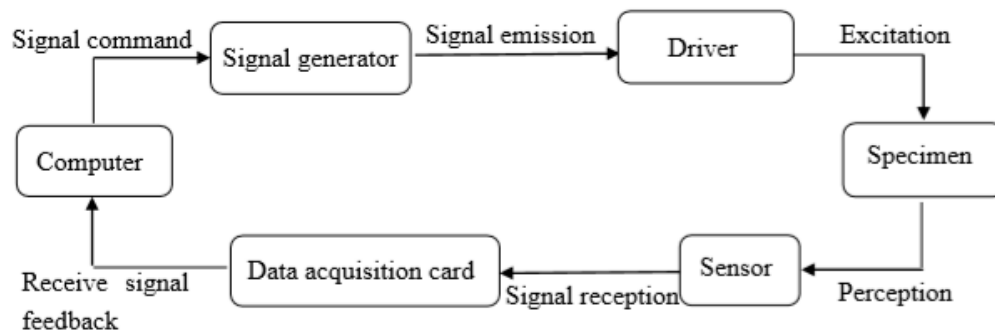 Signal command
Signal generator
Signal emission
Driver
Excitation
Computer
Specimen
Receive signal
feedback
Data acquisition card
Signal reception
Sensor
Perception